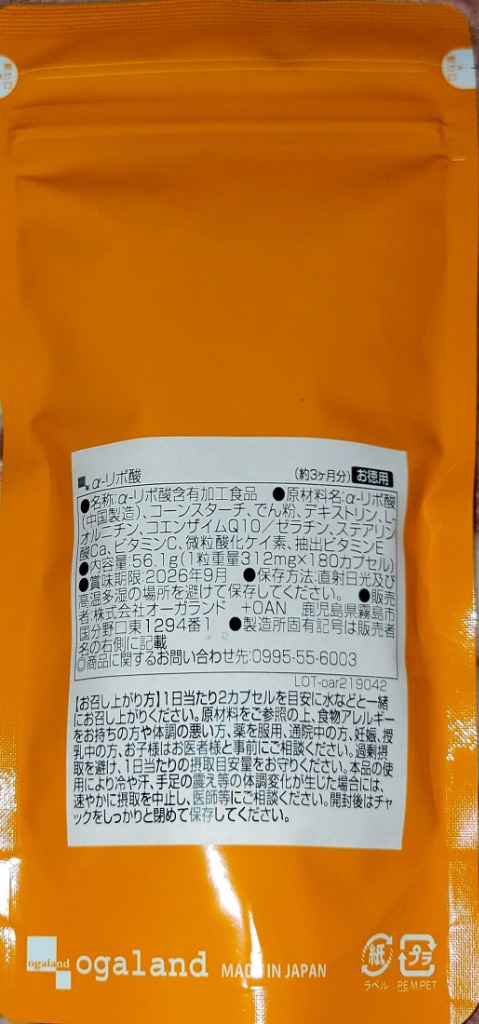 α-リポ酸 (約3ヶ月分) お徳用
●名称:α-リポ酸含有加工食品 ●原材料名:α-リポ酸
(中国製造)、コーンスターチ、でん粉、デキストリン、L-
オルニチン、コエンザイムQ10/ゼラチン、ステアリン
酸Ca、ビタミンC、微粒酸化ケイ素、抽出ビタミンE
●内容量:56.1g(1粒重量312mg×180カプセル)
●賞味期限:2026年9月 ●保存方法:直射日光及び
高温多湿の場所を避けて保存してください。 ●販売
者:株式会社オーガランド +OAN 鹿児島県霧島市
国分野口東1294番1 ●製造所固有記号は販売者
名の右側に記載
◎商品に関するお問い合わせ先:0995-55-6003
LOT-oar219042
【お召し上がり方】1日当たり2カプセルを目安に水などと一緒
にお召し上がりください。原材料をご参照の上、食物アレルギー
をお持ちの方や体調の悪い方、薬を服用、通院中の方、妊娠、授
乳中の方、お子様はお医者様と事前にご相談ください。過剰摂
取を避け、1日当たりの摂取目安量をお守りください。本品の使
用により冷や汗、手足の震え等の体調変化が生じた場合には、
速やかに摂取を中止し、医師等にご相談ください。開封後はチャ
ックをしっかりと閉めて保存してください。
ogaland ogaland MADE IN JAPAN
紙 プラ
ラベル PE.M.PET